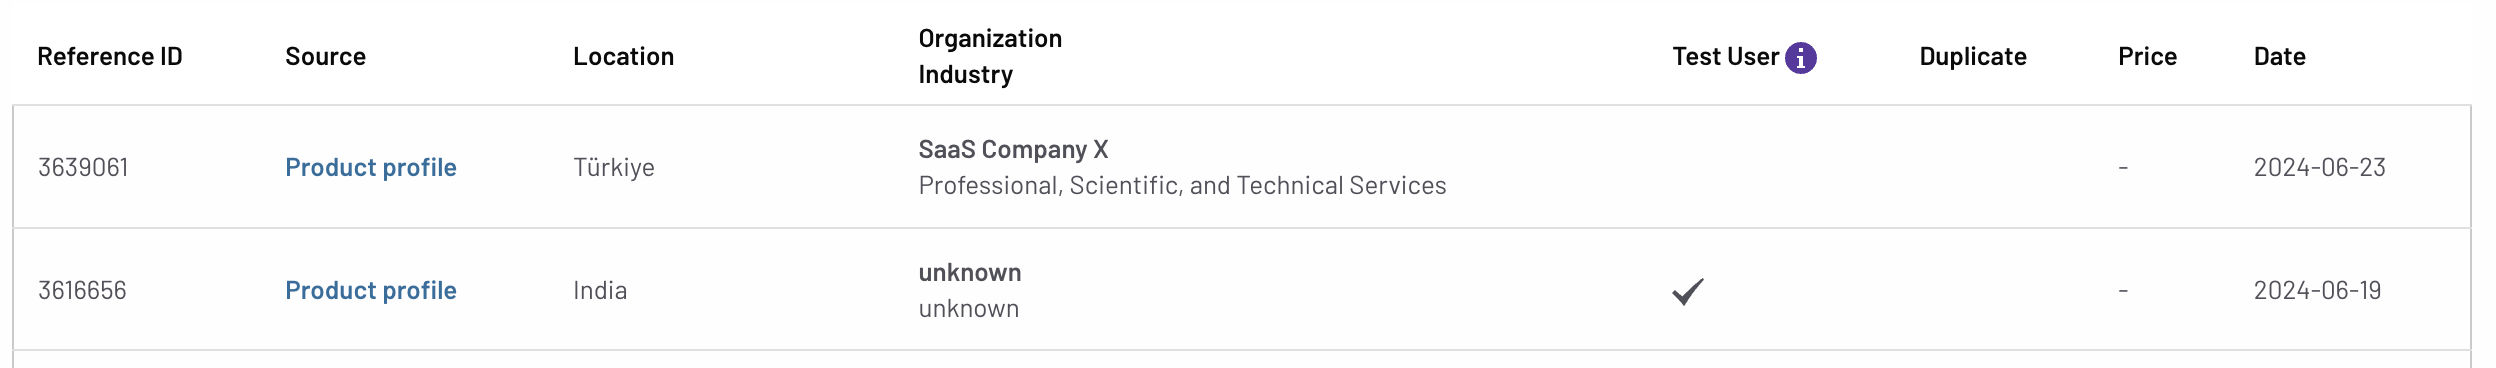 Reference ID Source Location Organization Industry Test User i Duplicate Price Date
3639061 Product profile Türkiye SaaS Company X - 2024-06-23
Professional, Scientific, and Technical Services
3616656 Product profile India unknown - 2024-06-19
unknown